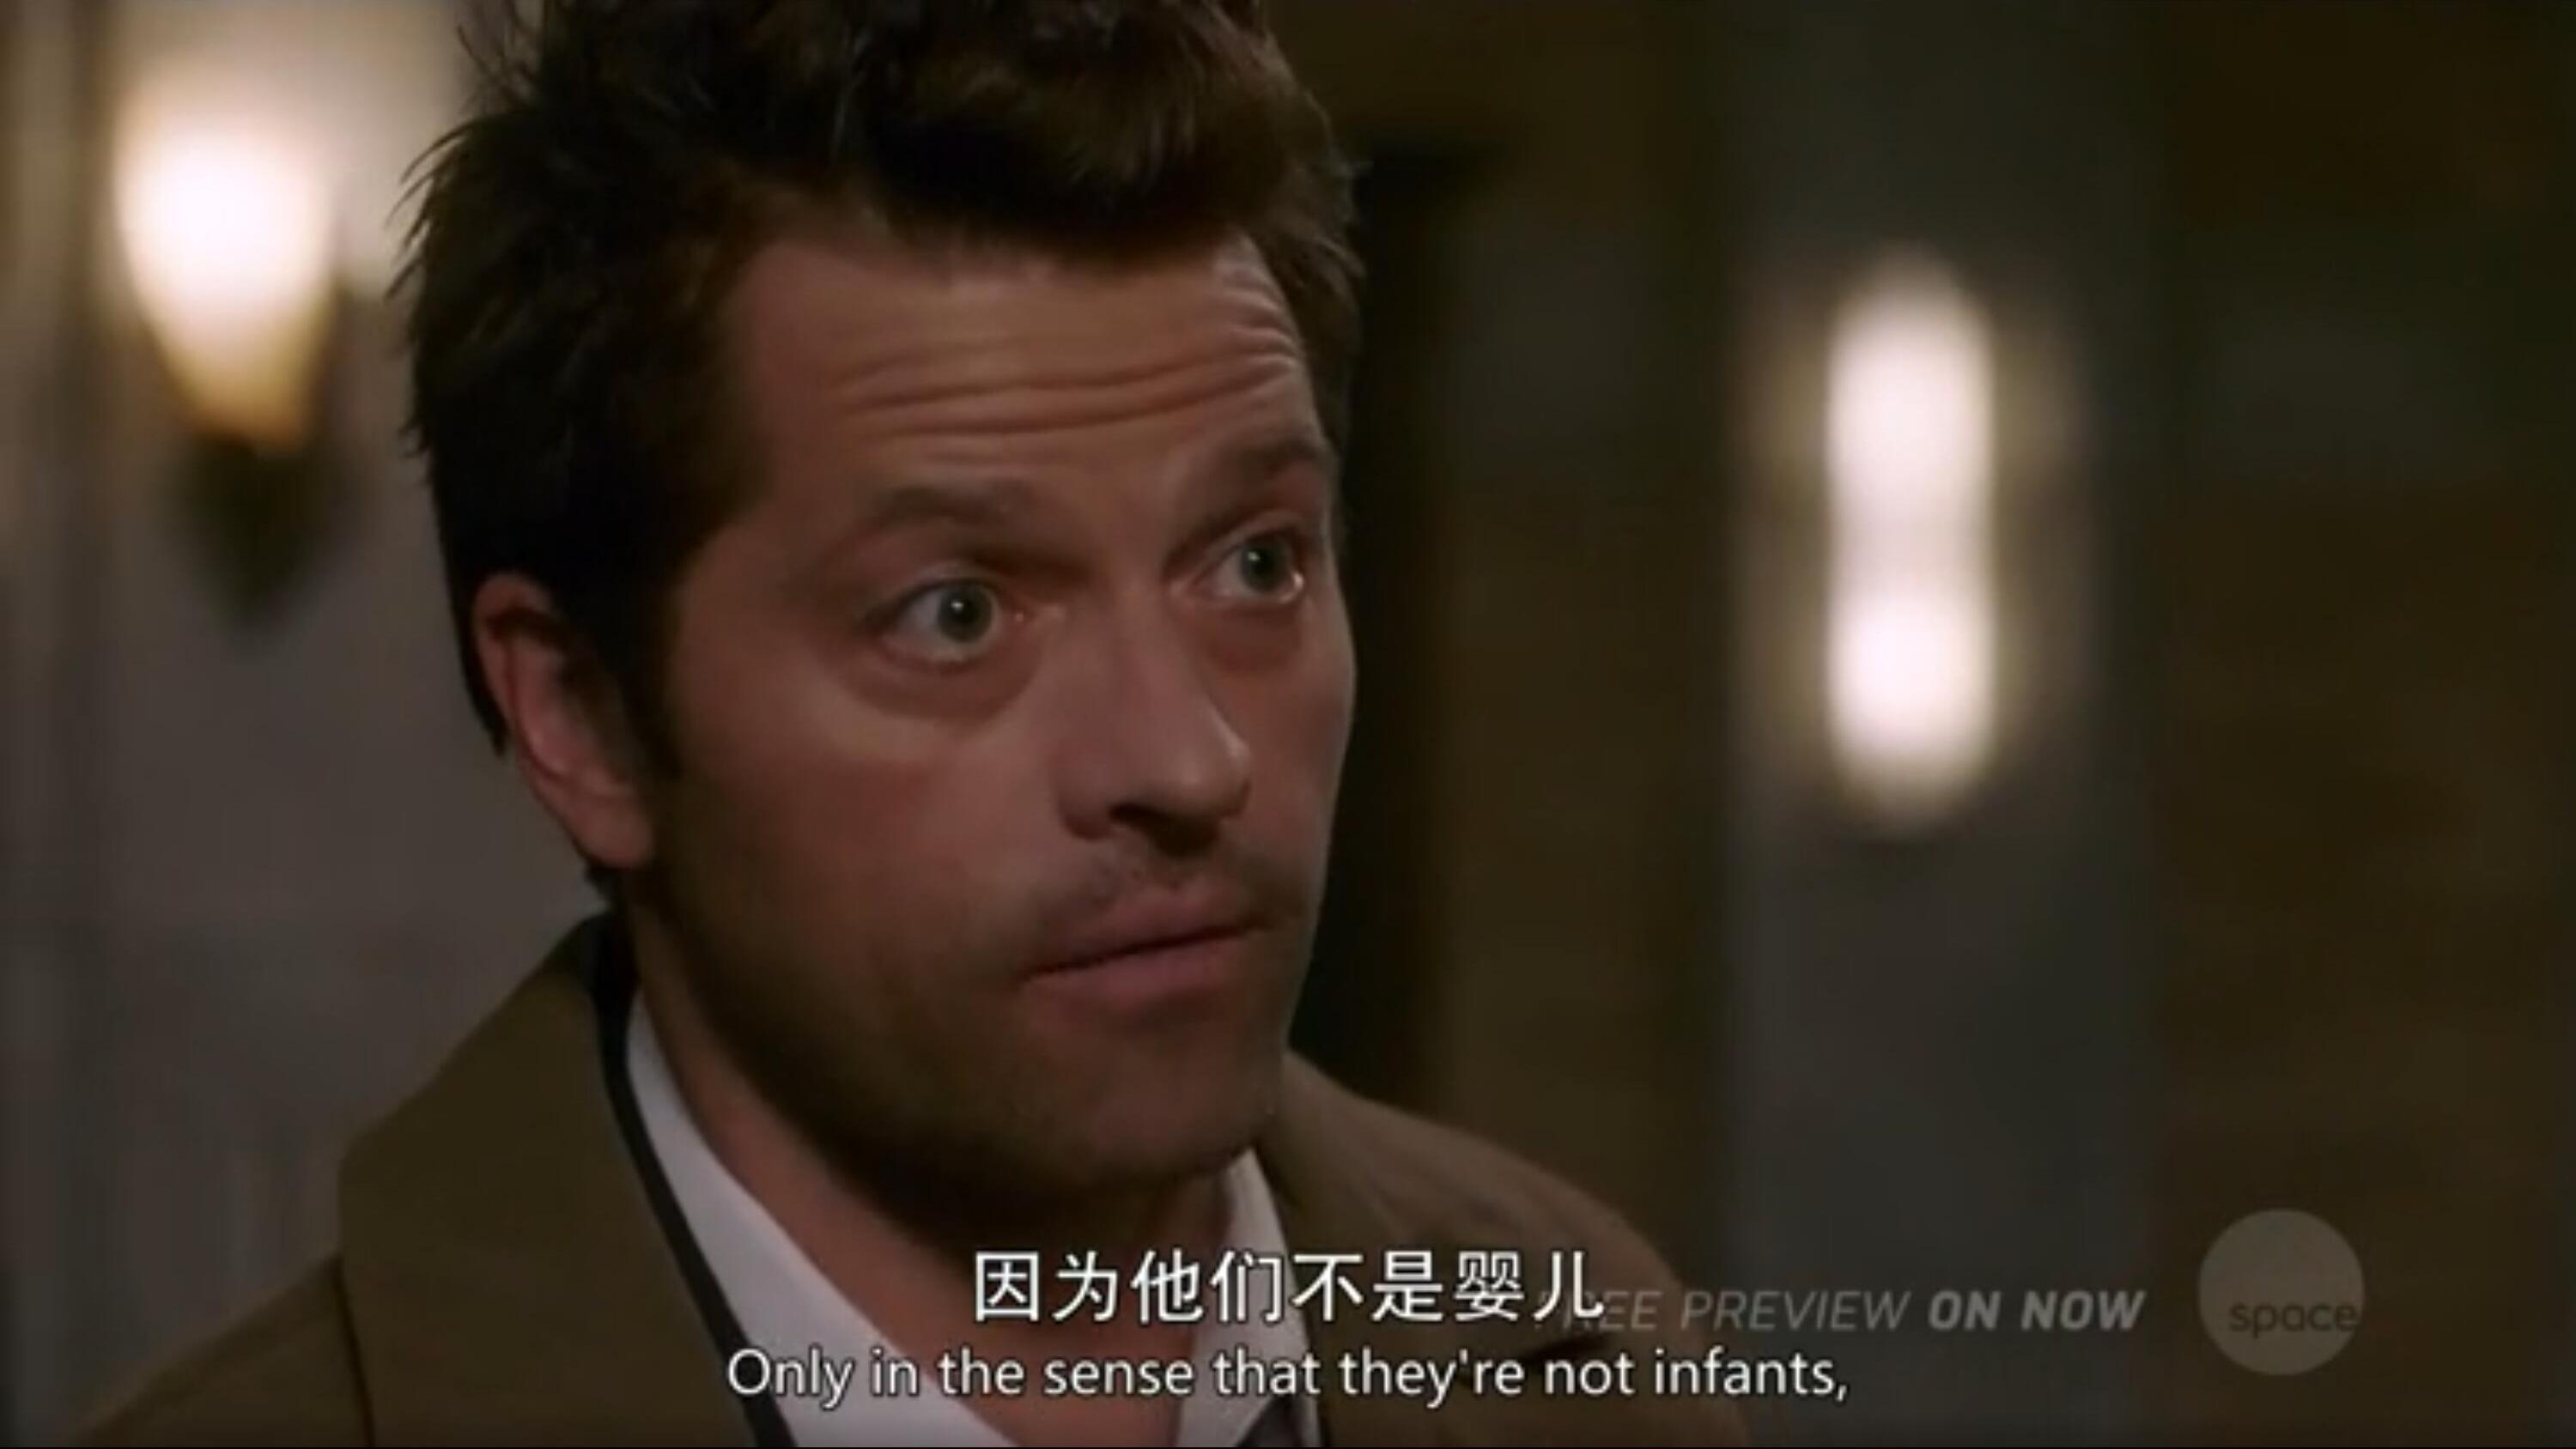 因为他们不是婴儿
FREE PREVIEW ON NOW
space
Only in the sense that they're not infants,